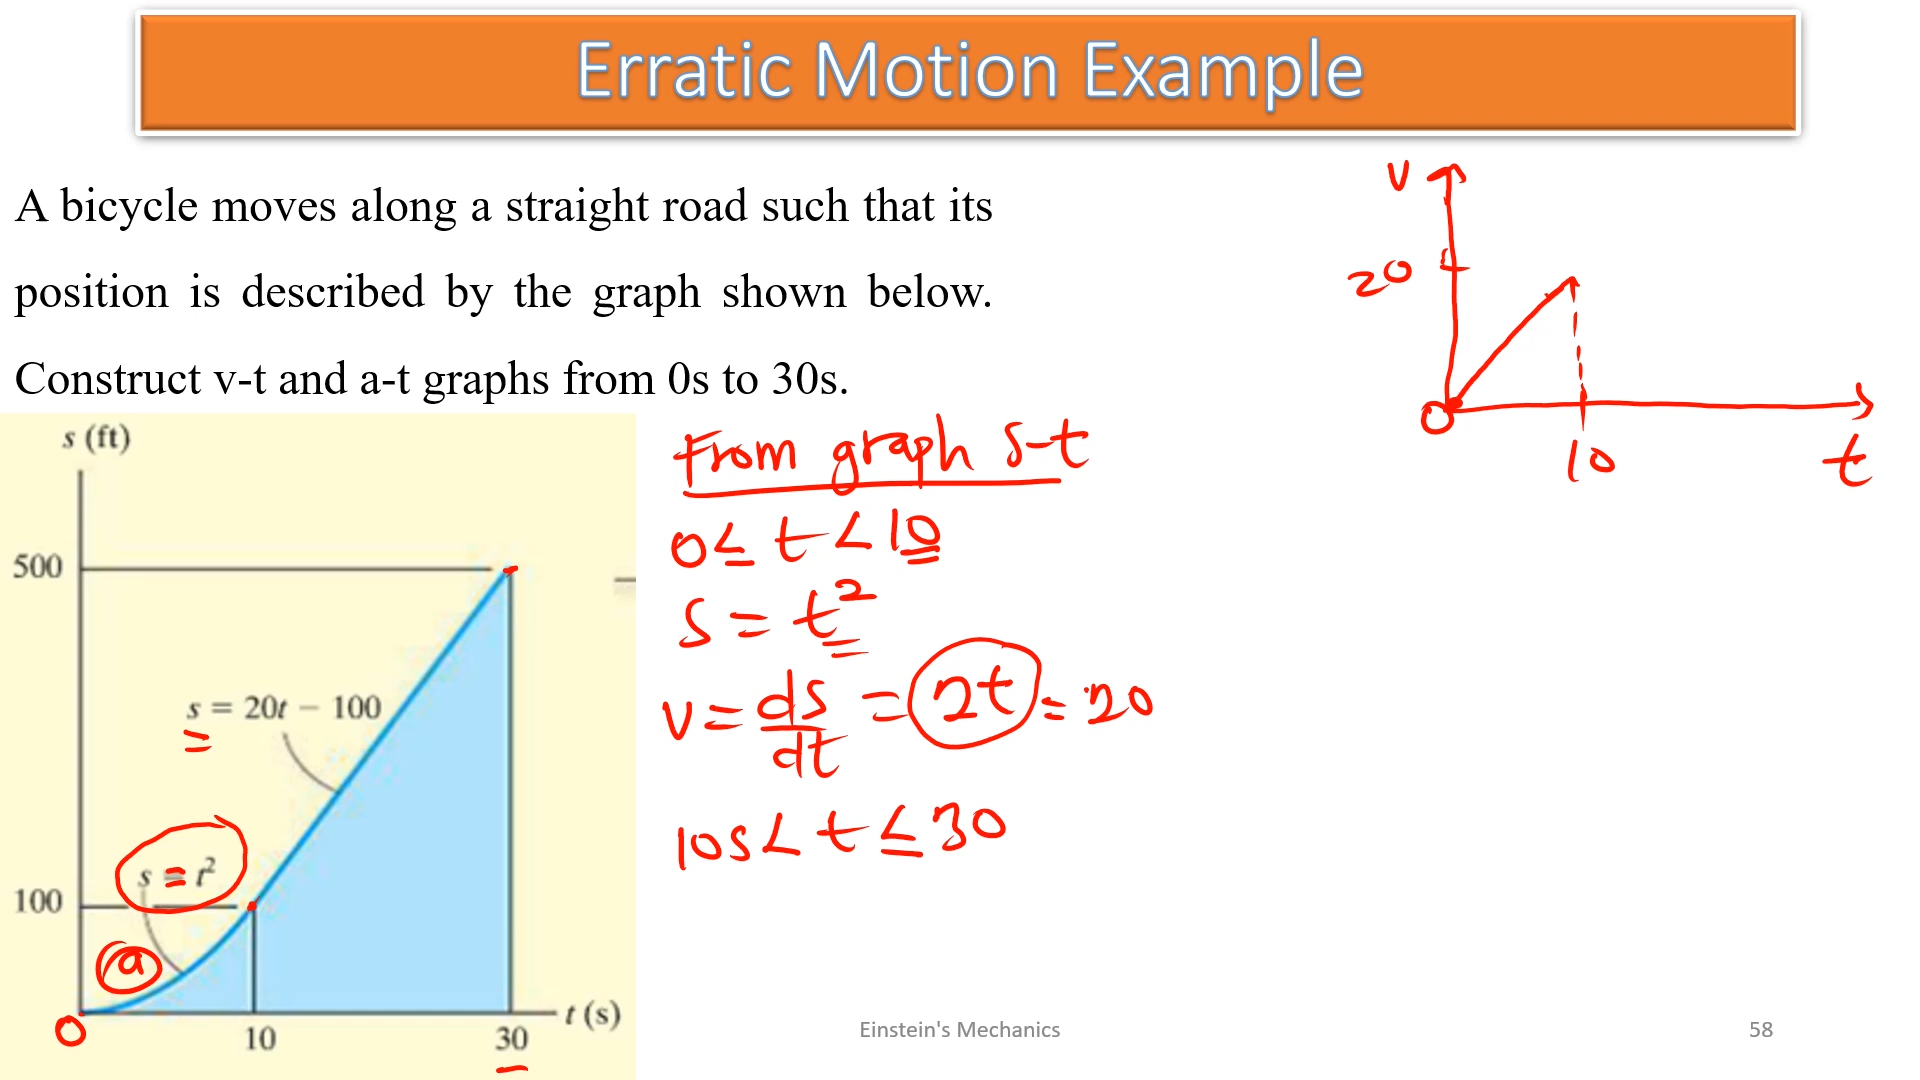 Erratic Motion Example
A bicycle moves along a straight road such that its
position is described by the graph shown below.
Construct v-t and a-t graphs from 0s to 30s.
s (ft)
500
s = 20t − 100
s = t²
100
a
0
10
30
t (s)
From graph s-t
0 ≤ t < 10
s = t²
v = ds/dt = 2t = 20
10s < t ≤ 30
v
20
0
10
t
Einstein's Mechanics
58